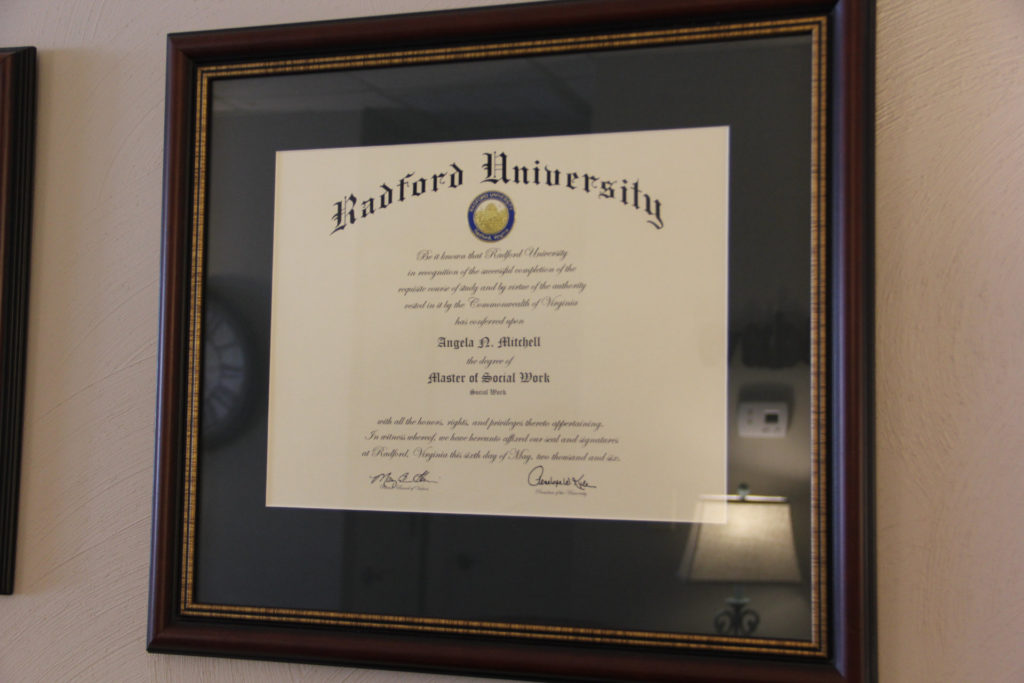 Radford University
Be it known that Radford University
in recognition of the successful completion of the
requisite course of study and by virtue of the authority
vested in it by the Commonwealth of Virginia
has conferred upon
Angela N. Mitchell
the degree of
Master of Social Work
Social Work
with all the honors, rights, and privileges thereto appertaining.
In witness whereof, we have hereunto affixed our seal and signatures
at Radford, Virginia this sixth day of May, two thousand and six.
President of the University